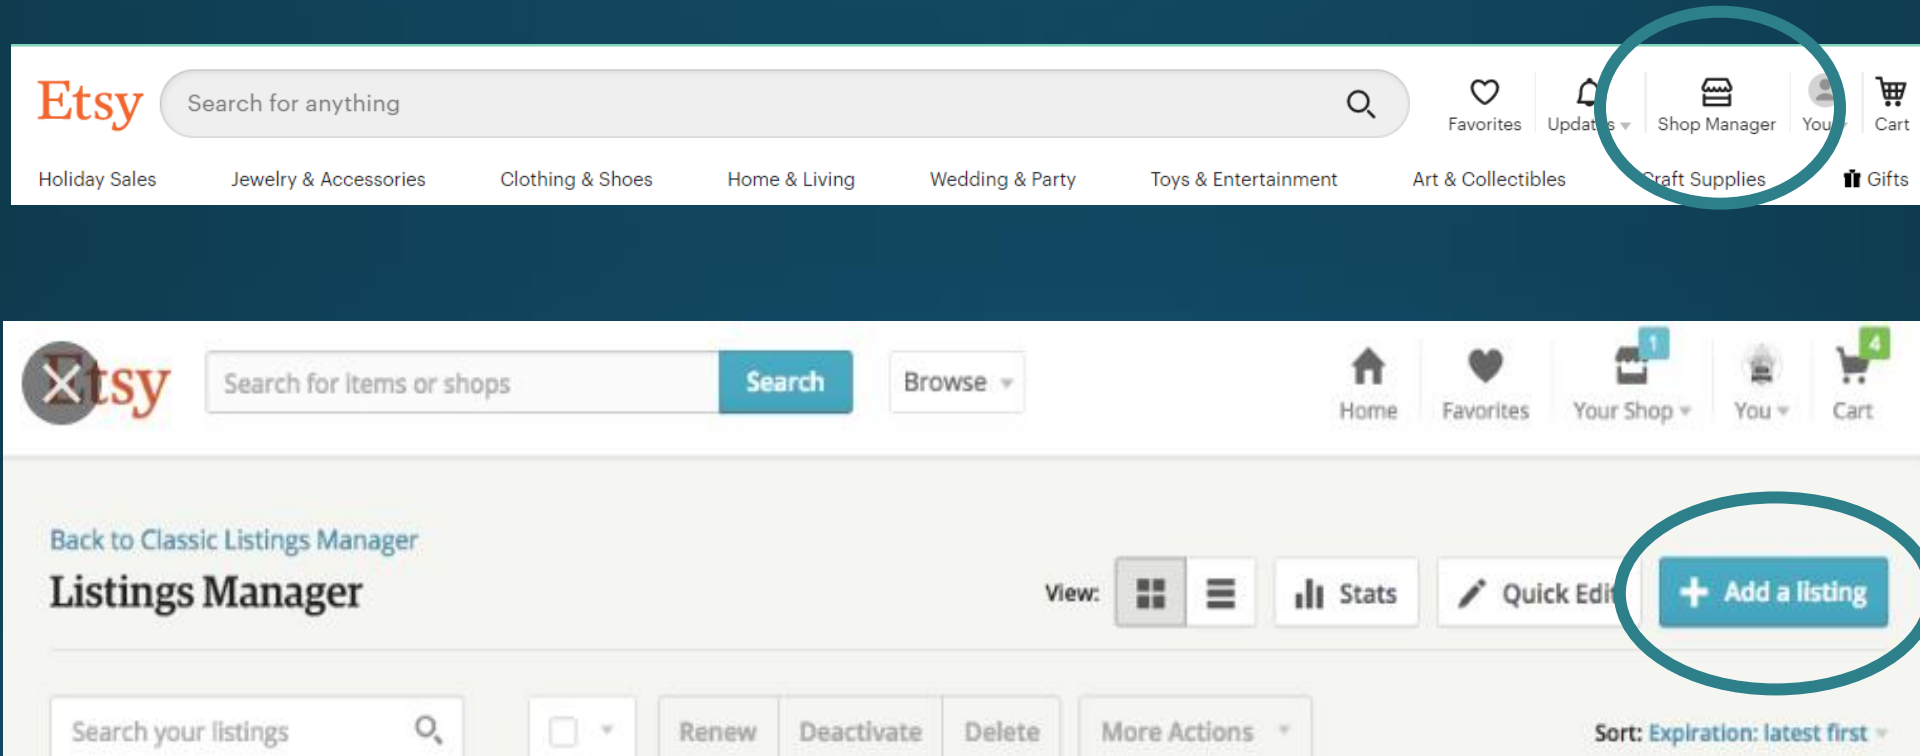 Etsy Search for anything
Favorites Updates Shop Manager You Cart
Holiday Sales Jewelry & Accessories Clothing & Shoes Home & Living Wedding & Party Toys & Entertainment Art & Collectibles Craft Supplies Gifts
Etsy Search for items or shops Search Browse
1 4
Home Favorites Your Shop You Cart
Back to Classic Listings Manager
Listings Manager View: Stats Quick Edit + Add a listing
Search your listings Renew Deactivate Delete More Actions Sort: Expiration: latest first